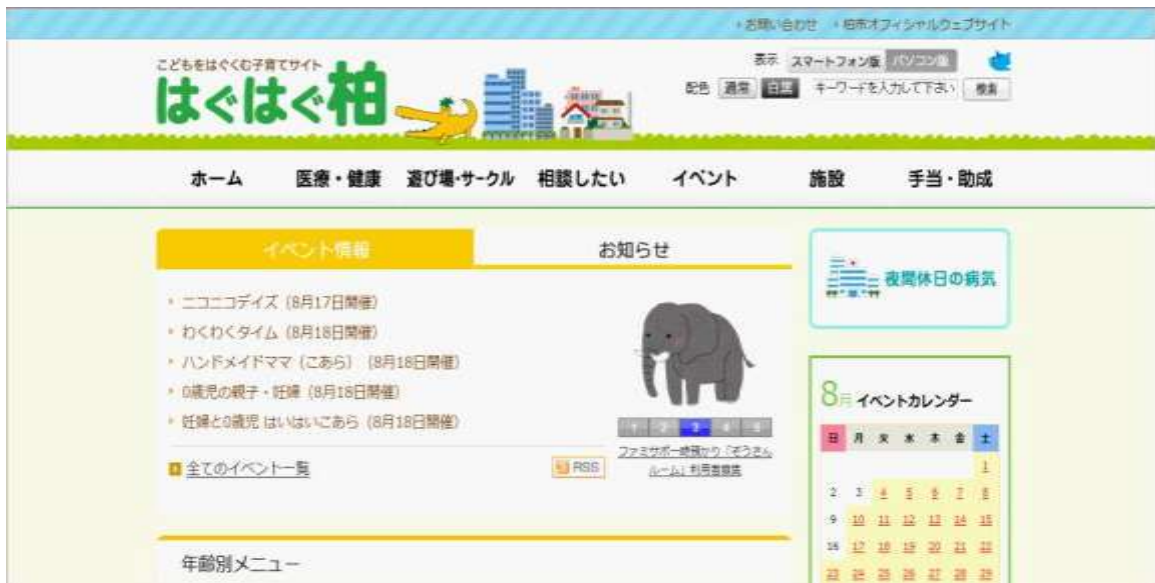 お問い合わせ 柏市オフィシャルウェブサイト
こどもをはぐくむ子育てサイト
はぐはぐ柏
表示 スマートフォン版 パソコン版
配色 通常 白黒 キーワードを入力して下さい 検索
ホーム 医療・健康 遊び場・サークル 相談したい イベント 施設 手当・助成
イベント情報 お知らせ
ニコニコデイズ（8月17日開催）
わくわくタイム（8月18日開催）
ハンドメイドママ（こあら）（8月18日開催）
0歳児の親子・妊婦（8月18日開催）
妊婦と0歳児 はいはいこあら（8月18日開催）
全てのイベント一覧
RSS
1 2 3 4 5
ファミサポ一時預かり「ぞうさん
ルーム」利用者募集
夜間休日の病気
8月 イベントカレンダー
日 月 火 水 木 金 土
1
2 3 4 5 6 7 8
9 10 11 12 13 14 15
16 17 18 19 20 21 22
23 24 25 26 27 28 29
年齢別メニュー